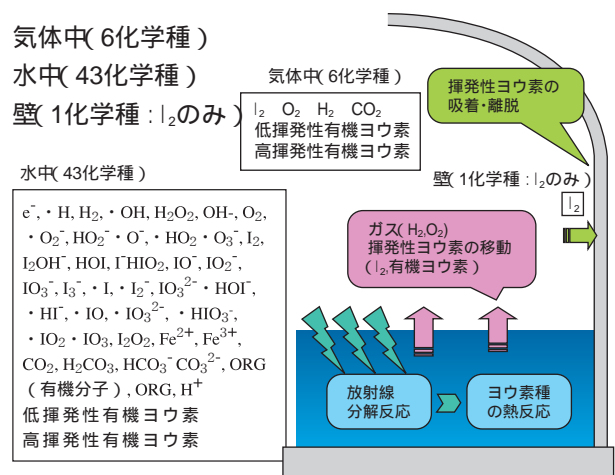 気体中(6化学種)
水中(43化学種)
壁(1化学種:I₂のみ)
気体中(6化学種)
I₂ O₂ H₂ CO₂
低揮発性有機ヨウ素
高揮発性有機ヨウ素
水中(43化学種)
e⁻, ・H, H₂, ・OH, H₂O₂, OH-, O₂,
・O₂⁻, HO₂⁻ ・O⁻, ・HO₂ ・O₃⁻, I₂,
I₂OH⁻, HOI, I⁻HIO₂, IO⁻, IO₂⁻,
IO₃⁻, I₃⁻, ・I, ・I₂⁻, IO₃²⁻ ・HOI⁻,
・HI⁻, ・IO, ・IO₃²⁻, ・HIO₃⁻,
・IO₂ ・IO₃, I₂O₂, Fe²⁺, Fe³⁺,
CO₂, H₂CO₃, HCO₃⁻ CO₃²⁻, ORG
(有機分子), ORG, H⁺
低揮発性有機ヨウ素
高揮発性有機ヨウ素
揮発性ヨウ素の
吸着・離脱
壁(1化学種:I₂のみ)
I₂
ガス(H₂,O₂)
揮発性ヨウ素の移動
(I₂,有機ヨウ素)
放射線
分解反応
ヨウ素種
の熱反応